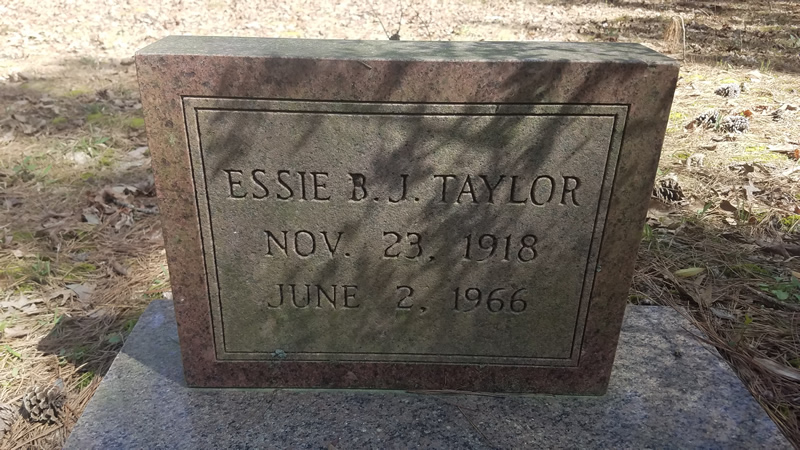 ESSIE B. J. TAYLOR
NOV. 23, 1918
JUNE 2, 1966